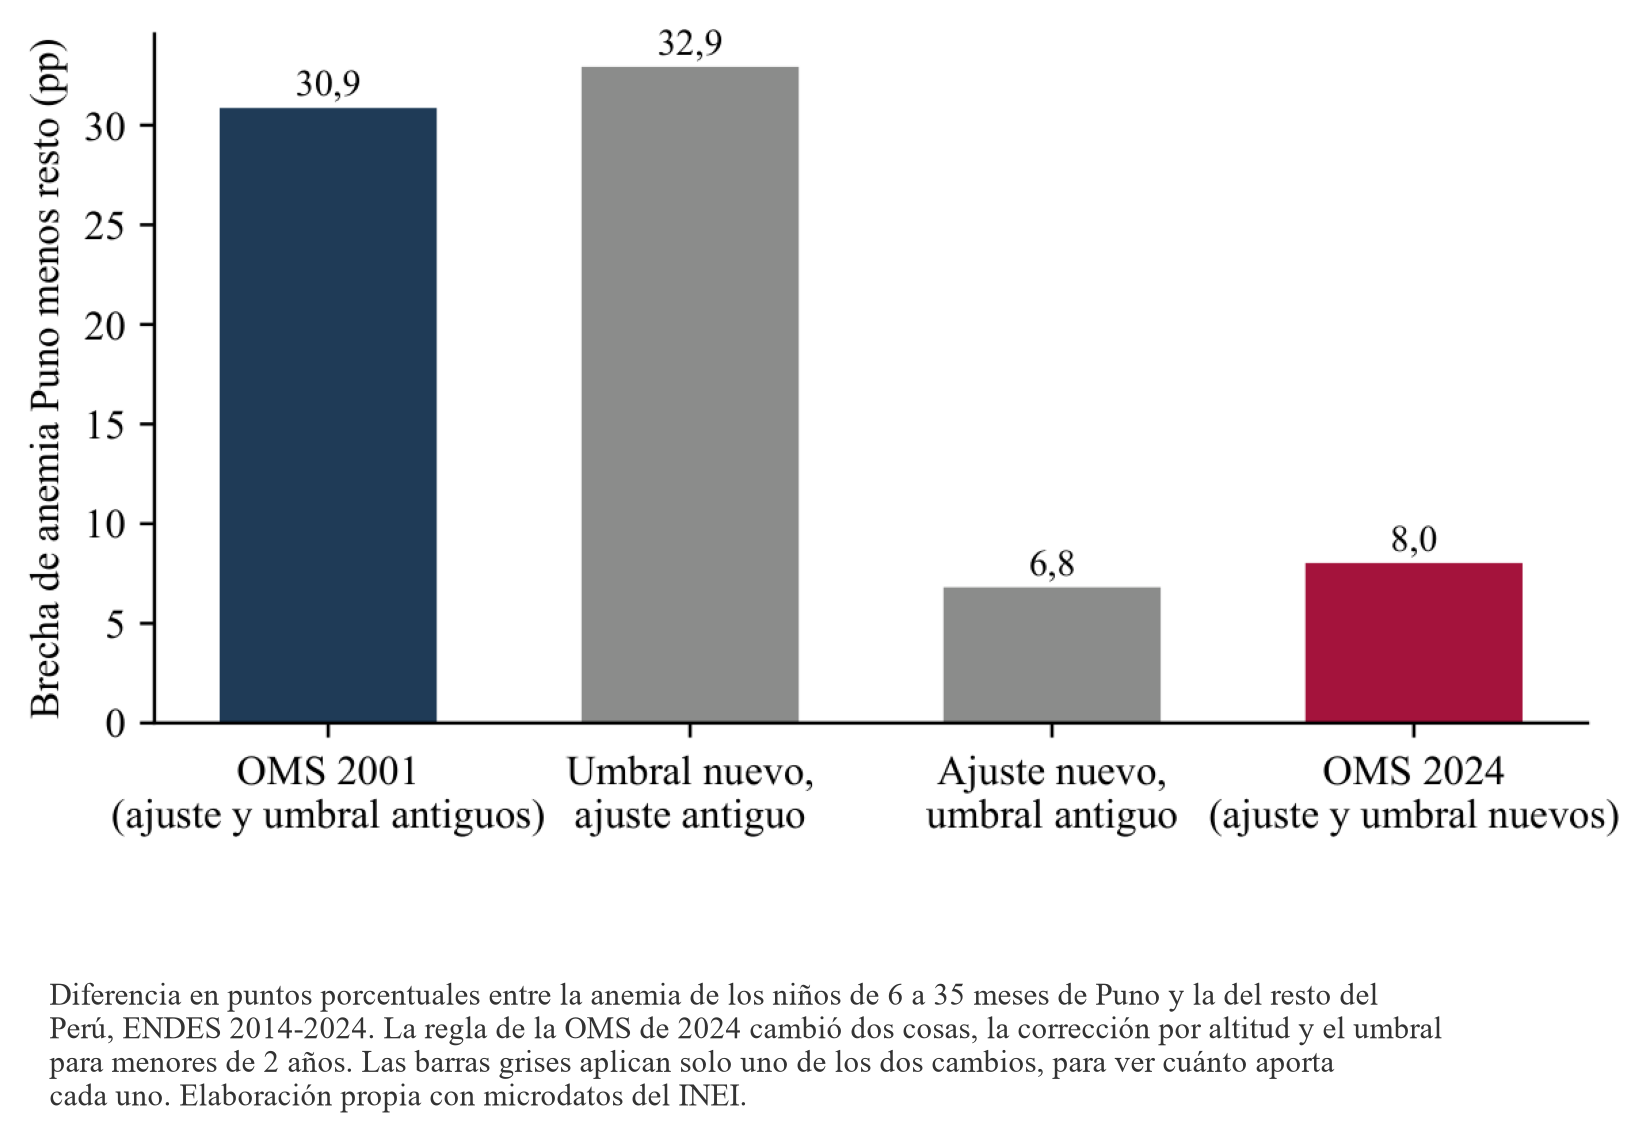 Brecha de anemia Puno menos resto (pp)
30
25
20
15
10
5
0
30,9
32,9
6,8
8,0
OMS 2001
(ajuste y umbral antiguos)
Umbral nuevo,
ajuste antiguo
Ajuste nuevo,
umbral antiguo
OMS 2024
(ajuste y umbral nuevos)
Diferencia en puntos porcentuales entre la anemia de los niños de 6 a 35 meses de Puno y la del resto del
Perú, ENDES 2014-2024. La regla de la OMS de 2024 cambió dos cosas, la corrección por altitud y el umbral
para menores de 2 años. Las barras grises aplican solo uno de los dos cambios, para ver cuánto aporta
cada uno. Elaboración propia con microdatos del INEI.